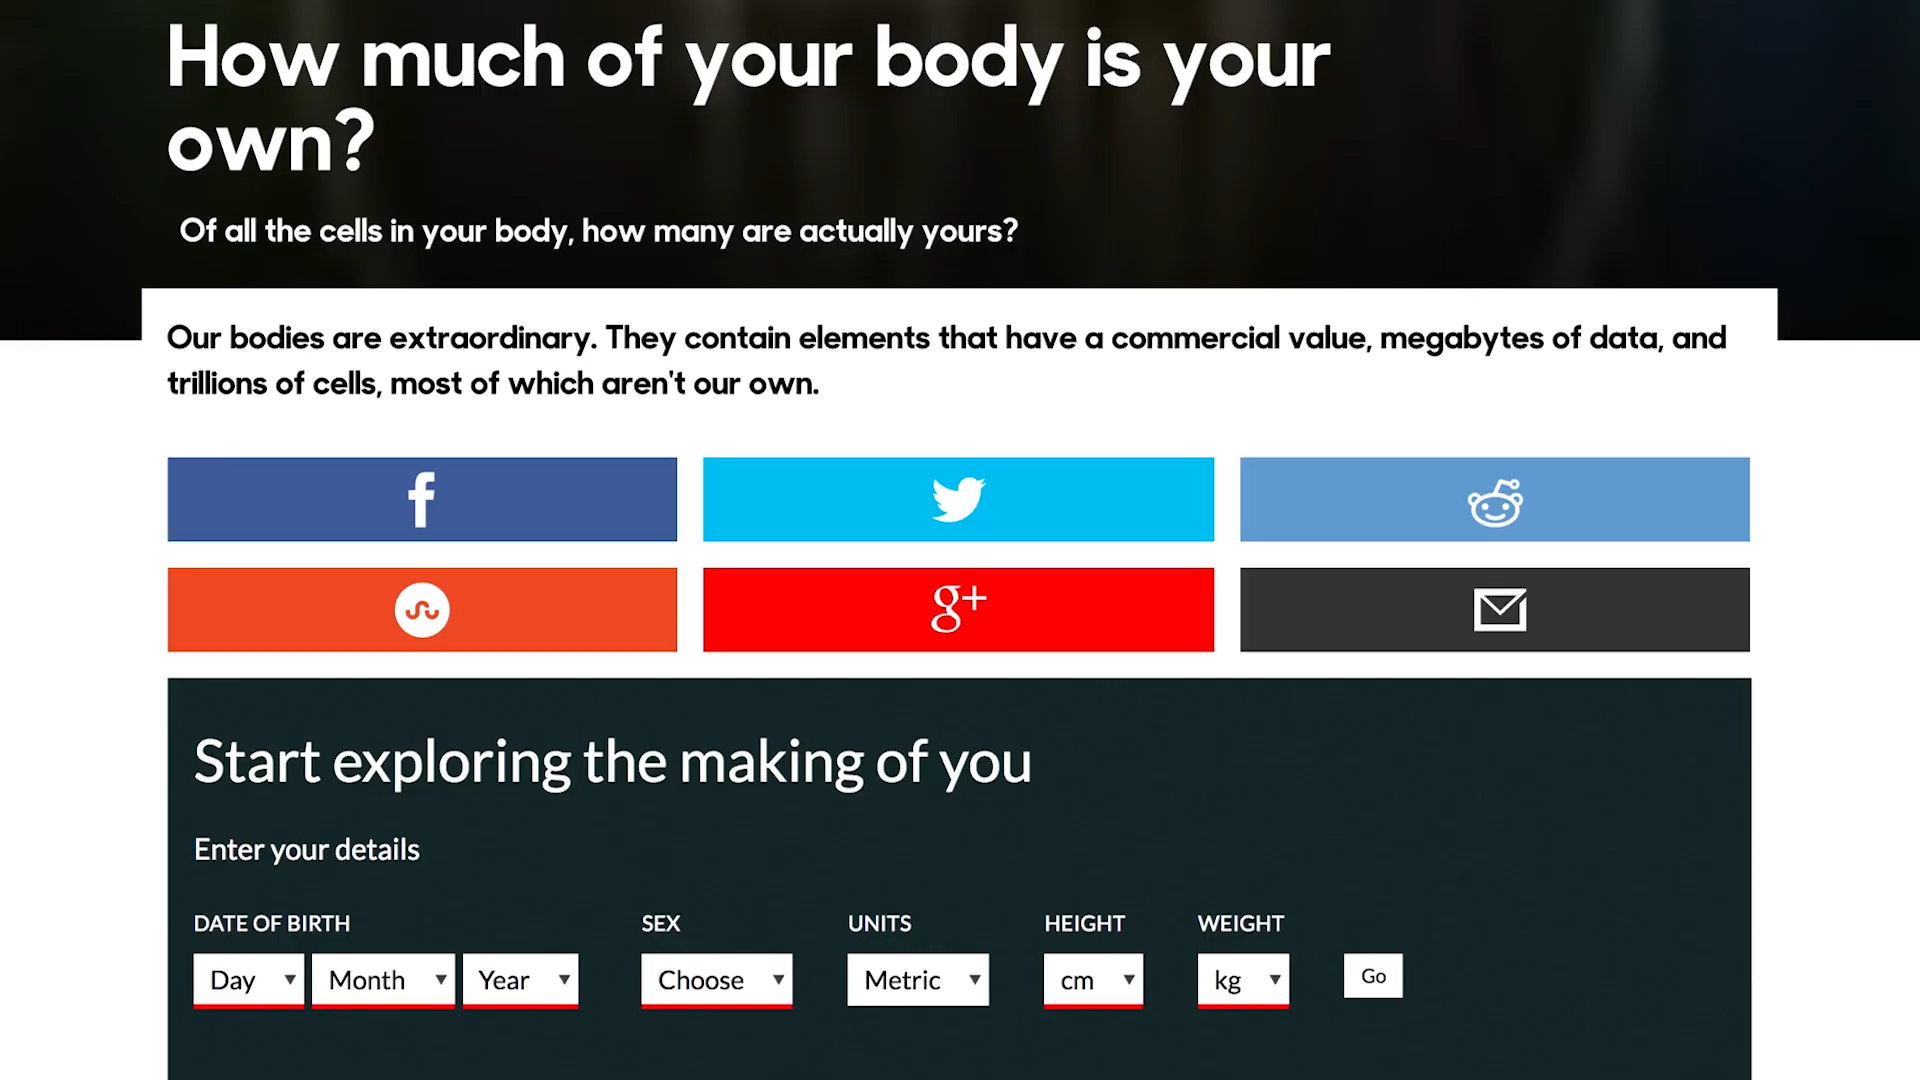 How much of your body is your
own?
Of all the cells in your body, how many are actually yours?
Our bodies are extraordinary. They contain elements that have a commercial value, megabytes of data, and
trillions of cells, most of which aren't our own.
f
g+
Start exploring the making of you
Enter your details
DATE OF BIRTH SEX UNITS HEIGHT WEIGHT
Day Month Year Choose Metric cm kg Go